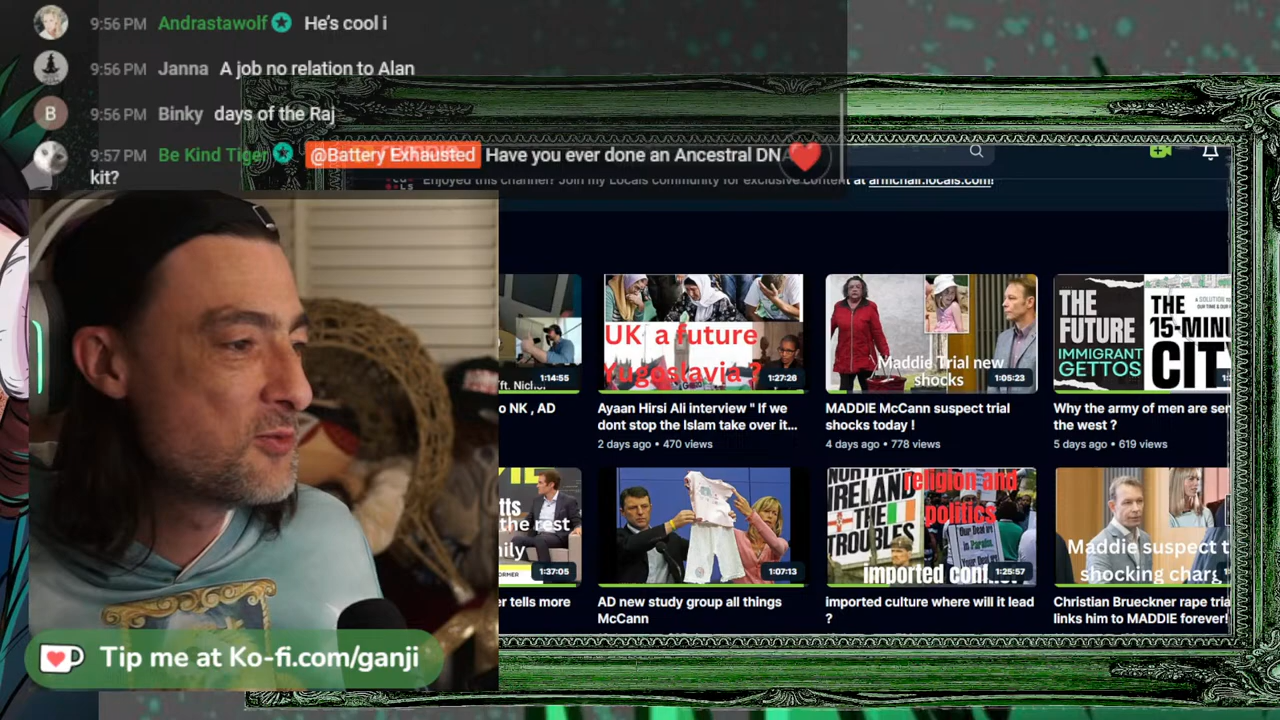 9:56 PM Andrastawolf He's cool i
9:56 PM Janna A job no relation to Alan
9:56 PM Binky days of the Raj
B
9:57 PM Be Kind Tiger @Battery Exhausted Have you ever done an Ancestral DN
kit?
Enjoyed this channel? Join my Locals community for exclusive content at armchair.locals.com!
ft. Nichol
1:14:55
UK a future
Yugoslavia ?
1:27:26
Maddie Trial new
shocks
1:05:23
THE
FUTURE
IMMIGRANT
GETTOS
THE
15-MINU
CITY
o NK , AD
Ayaan Hirsi Ali interview " If we
dont stop the Islam take over it...
2 days ago • 470 views
MADDIE McCann suspect trial
shocks today !
4 days ago • 778 views
Why the army of men are ser
the west ?
5 days ago • 619 views
the rest
1:37:05
1:07:13
NORTHERN
IRELAND
THE
TROUBLES
religion and
politics
imported conf
1:25:57
Maddie suspect t
shocking charg
er tells more
AD new study group all things
McCann
imported culture where will it lead
?
Christian Brueckner rape tria
links him to MADDIE forever!
Tip me at Ko-fi.com/ganji